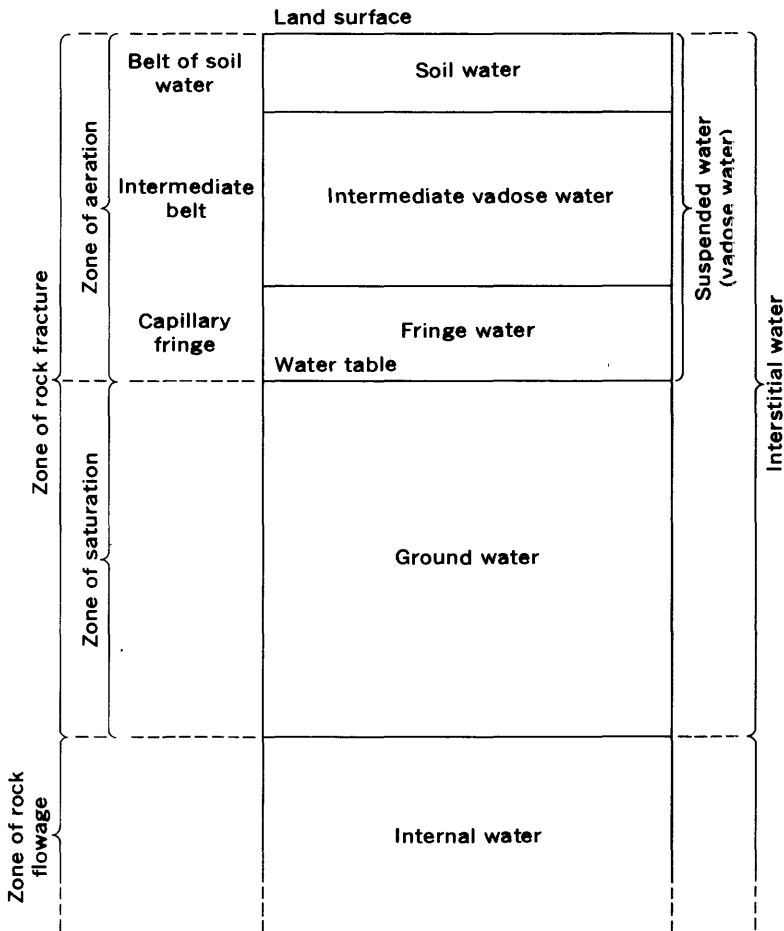 Land surface
Belt of soil
water
Soil water
Intermediate
belt
Intermediate vadose water
Capillary
fringe
Fringe water
Water table
Ground water
Internal water
Zone of aeration
Zone of saturation
Zone of rock fracture
Zone of rock
flowage
Suspended water
(vadose water)
Interstitial water